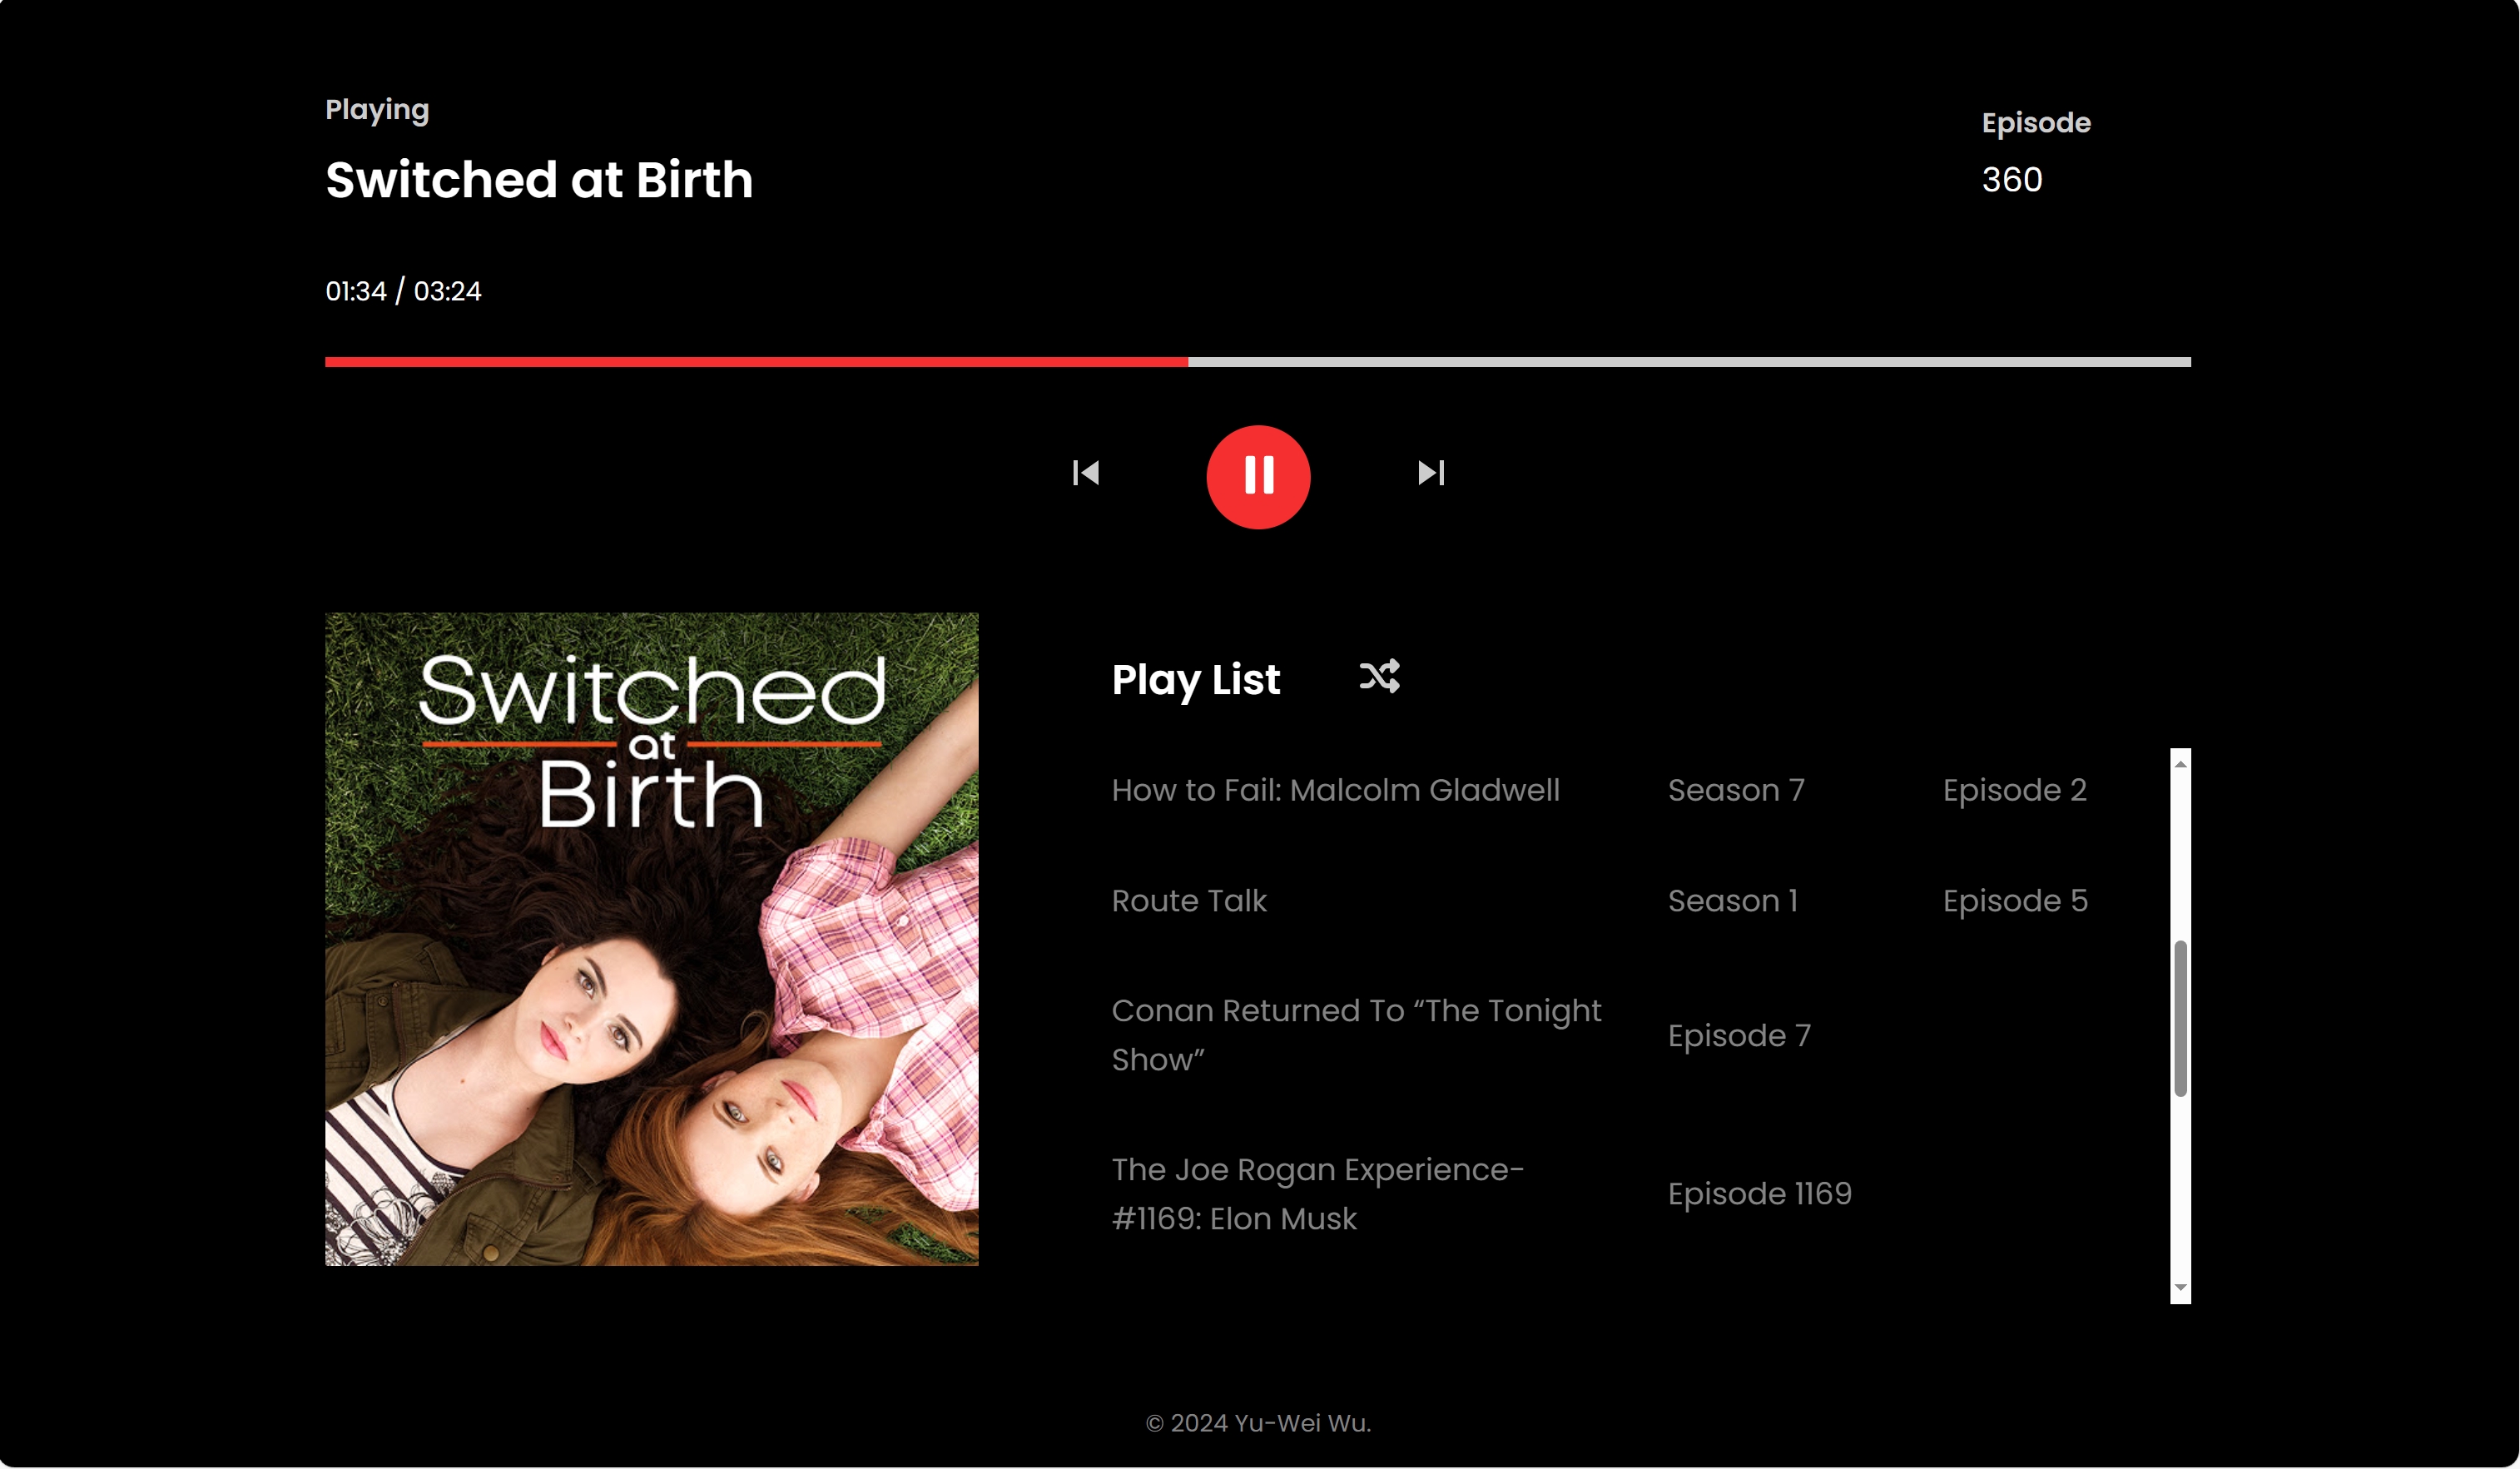 Playing
Switched at Birth
Episode
360
01:34 / 03:24
Switched
at
Birth
Play List
How to Fail: Malcolm Gladwell Season 7 Episode 2
Route Talk Season 1 Episode 5
Conan Returned To “The Tonight
Show”
Episode 7
The Joe Rogan Experience-
#1169: Elon Musk
Episode 1169
© 2024 Yu-Wei Wu.